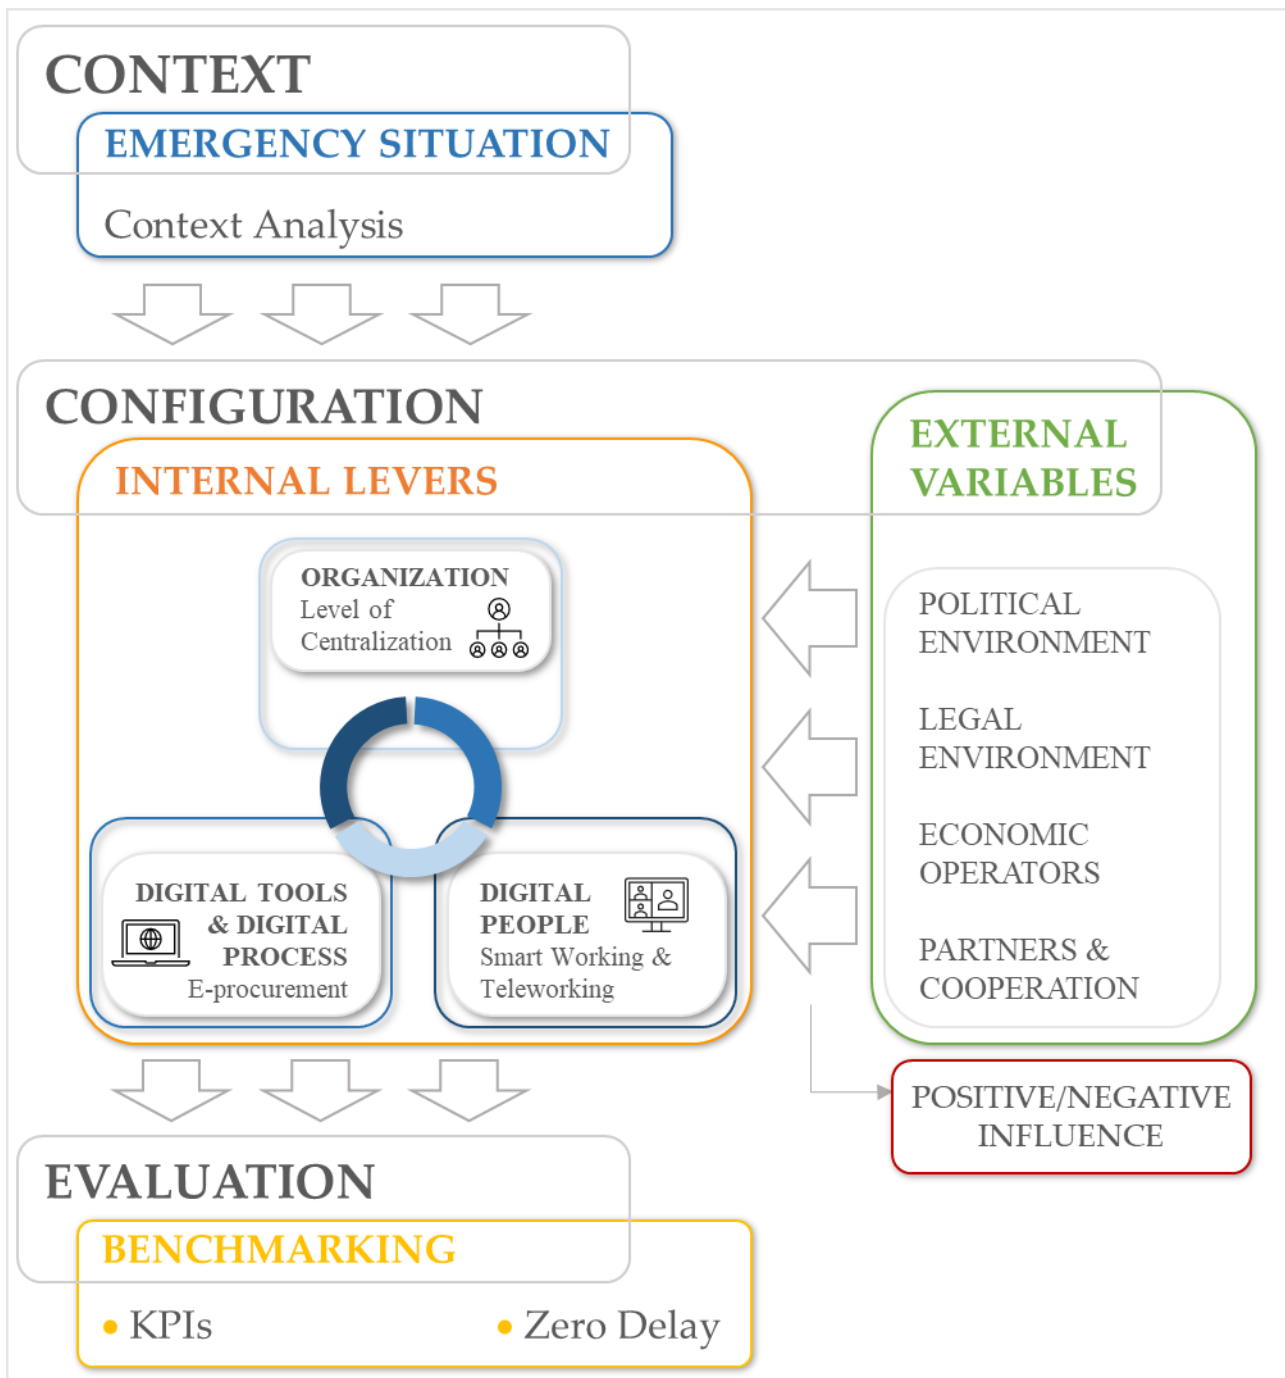 CONTEXT
EMERGENCY SITUATION
Context Analysis
CONFIGURATION
INTERNAL LEVERS
ORGANIZATION
Level of
Centralization
DIGITAL TOOLS
& DIGITAL
PROCESS
E-procurement
DIGITAL
PEOPLE
Smart Working &
Teleworking
EXTERNAL
VARIABLES
POLITICAL
ENVIRONMENT
LEGAL
ENVIRONMENT
ECONOMIC
OPERATORS
PARTNERS &
COOPERATION
POSITIVE/NEGATIVE
INFLUENCE
EVALUATION
BENCHMARKING
• KPIs
• Zero Delay